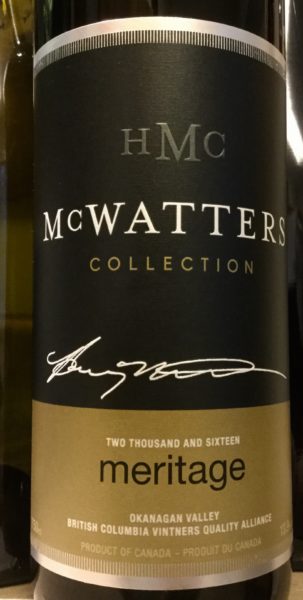 HMC
McWATTERS
COLLECTION
TWO THOUSAND AND SIXTEEN
meritage
OKANAGAN VALLEY
BRITISH COLUMBIA VINTNERS QUALITY ALLIANCE
PRODUCT OF CANADA - PRODUIT DU CANADA